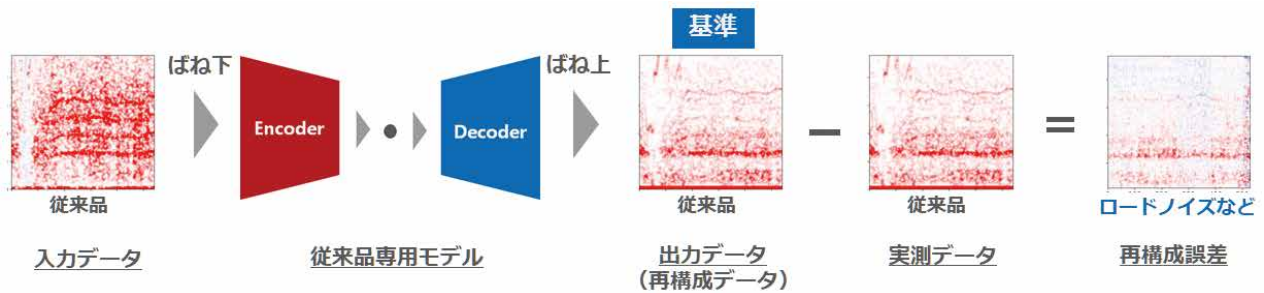 基準
ばね下
ばね上
Encoder
Decoder
従来品
従来品
従来品
ロードノイズなど
入力データ
従来品専用モデル
出力データ
(再構成データ)
実測データ
再構成誤差